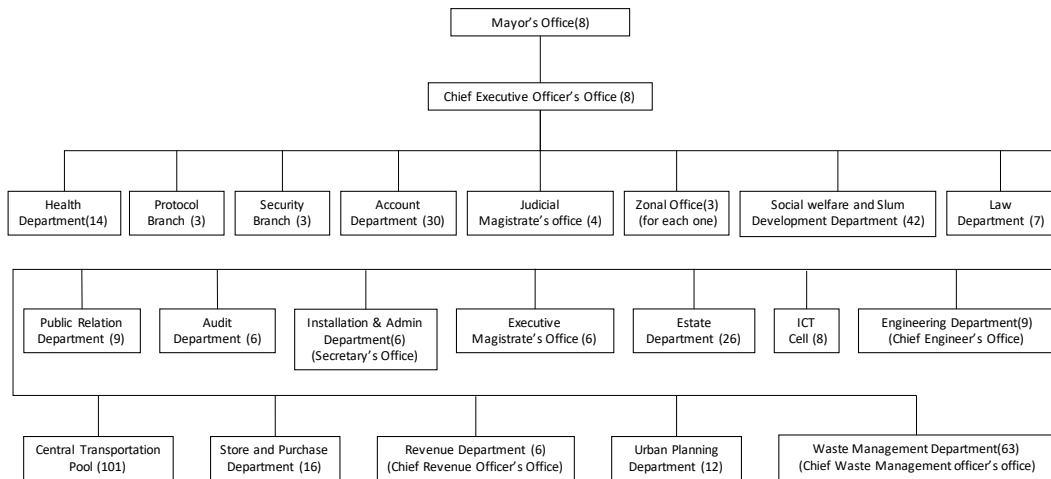 Mayor's Office(8)
Chief Executive Officer's Office (8)
Health
Department(14)
Protocol
Branch (3)
Security
Branch (3)
Account
Department (30)
Judicial
Magistrate's office (4)
Zonal Office(3)
(for each one)
Social welfare and Slum
Development Department (42)
Law
Department (7)
Public Relation
Department (9)
Audit
Department (6)
Installation & Admin
Department(6)
(Secretary's Office)
Executive
Magistrate's Office (6)
Estate
Department (26)
ICT
Cell (8)
Engineering Department(9)
(Chief Engineer's Office)
Central Transportation
Pool (101)
Store and Purchase
Department (16)
Revenue Department (6)
(Chief Revenue Officer's Office)
Urban Planning
Department (12)
Waste Management Department(63)
(Chief Waste Management officer's office)